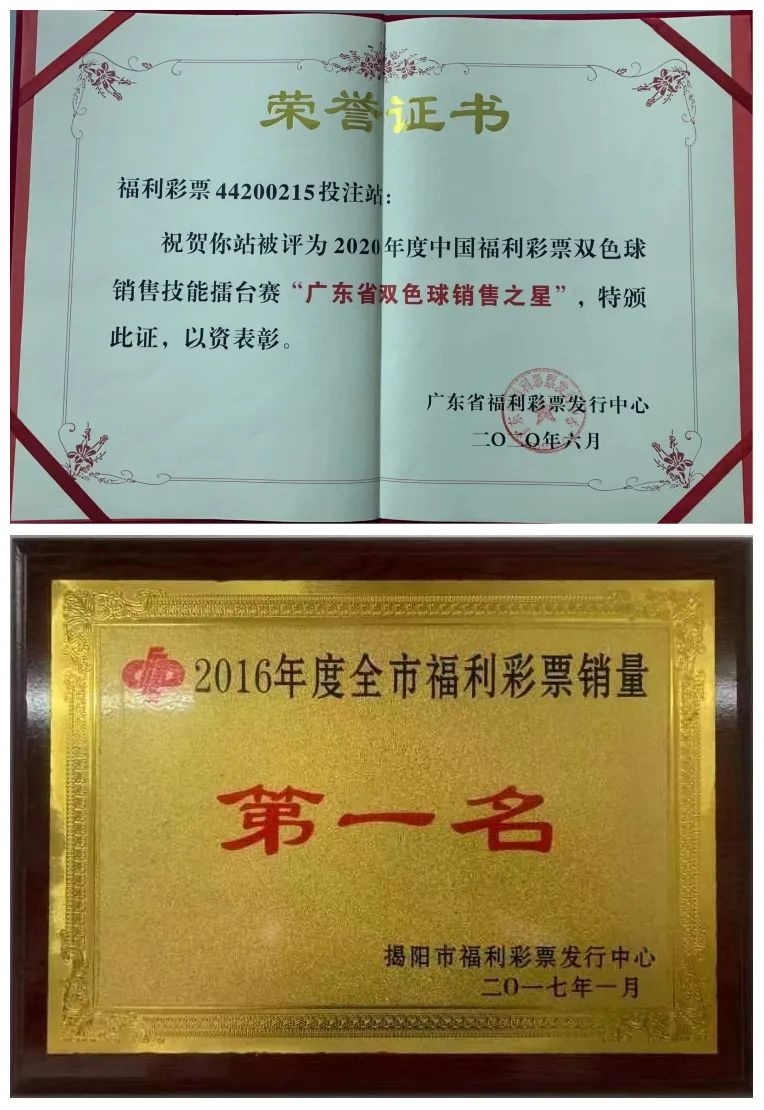 荣誉证书
福利彩票44200215投注站：
祝贺你站被评为2020年度中国福利彩票双色球
销售技能擂台赛“广东省双色球销售之星”，特颁
此证，以资表彰。
广东省福利彩票发行中心
二〇二〇年六月
2016年度全市福利彩票销量
第一名
揭阳市福利彩票发行中心
二〇一七年一月